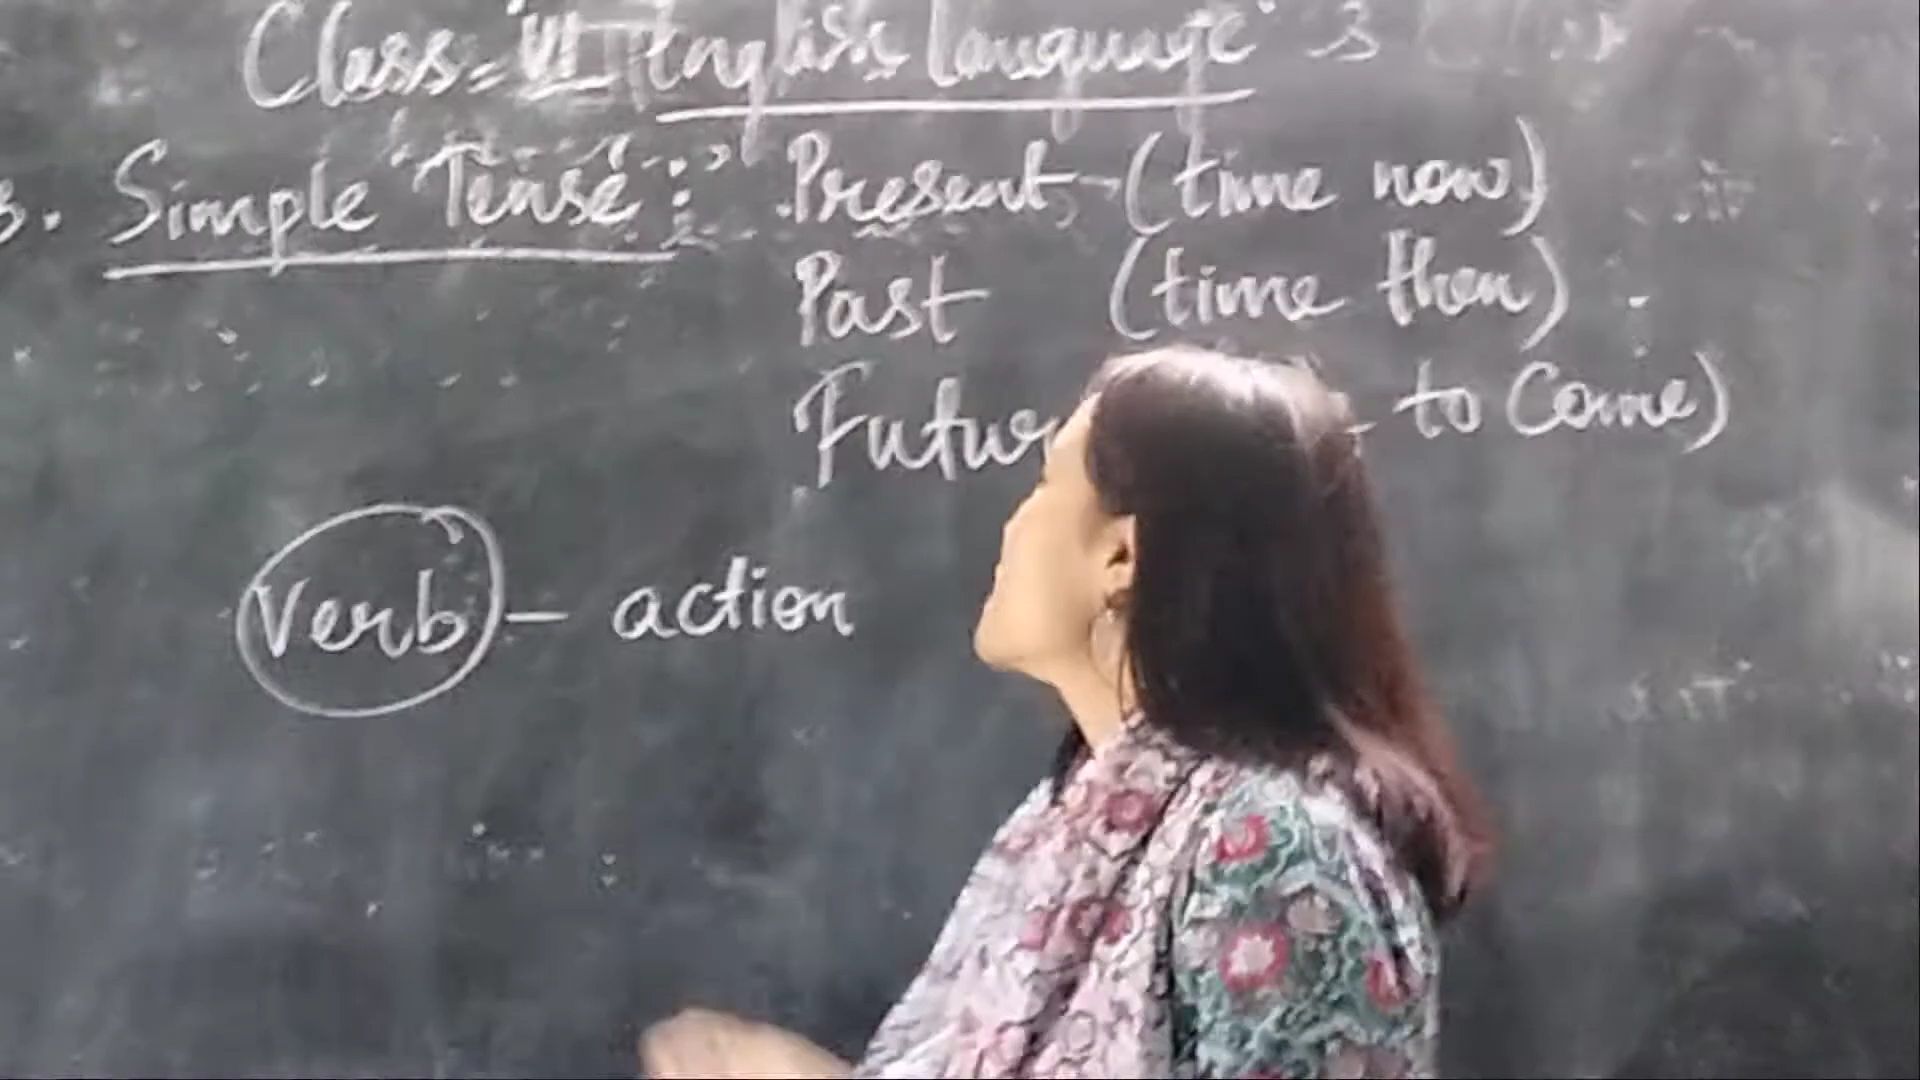 Class - VI English Language
3. Simple Tense : Present - (time now)
Past (time then)
to come)
verb - action